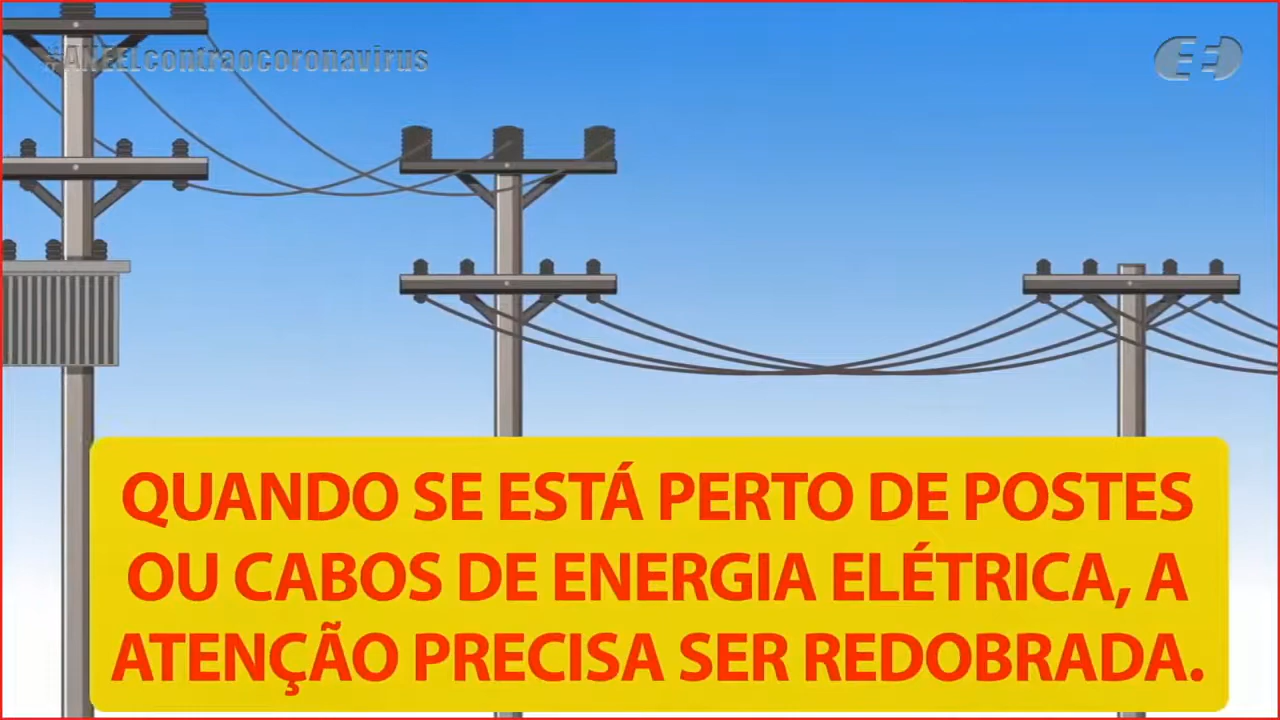 #ANEELcontraocoronavirus
QUANDO SE ESTÁ PERTO DE POSTES
OU CABOS DE ENERGIA ELÉTRICA, A
ATENÇÃO PRECISA SER REDOBRADA.